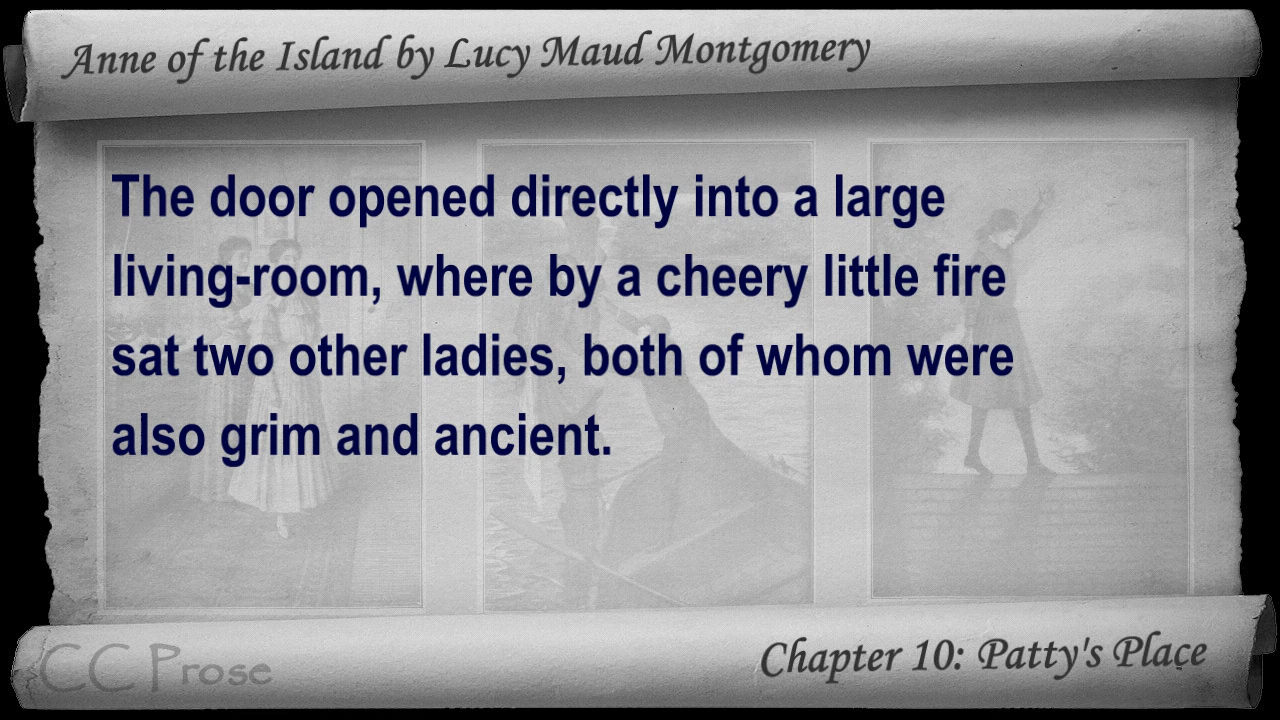 Anne of the Island by Lucy Maud Montgomery
The door opened directly into a large
living-room, where by a cheery little fire
sat two other ladies, both of whom were
also grim and ancient.
CC Prose
Chapter 10: Patty's Place